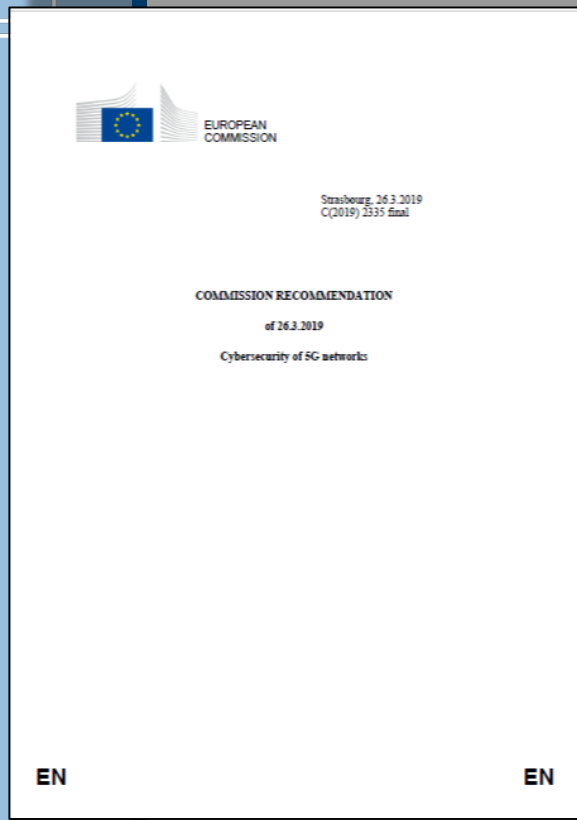 EUROPEAN
COMMISSION
Strasbourg, 26.3.2019
C(2019) 2335 final
COMMISSION RECOMMENDATION
of 26.3.2019
Cybersecurity of 5G networks
EN EN